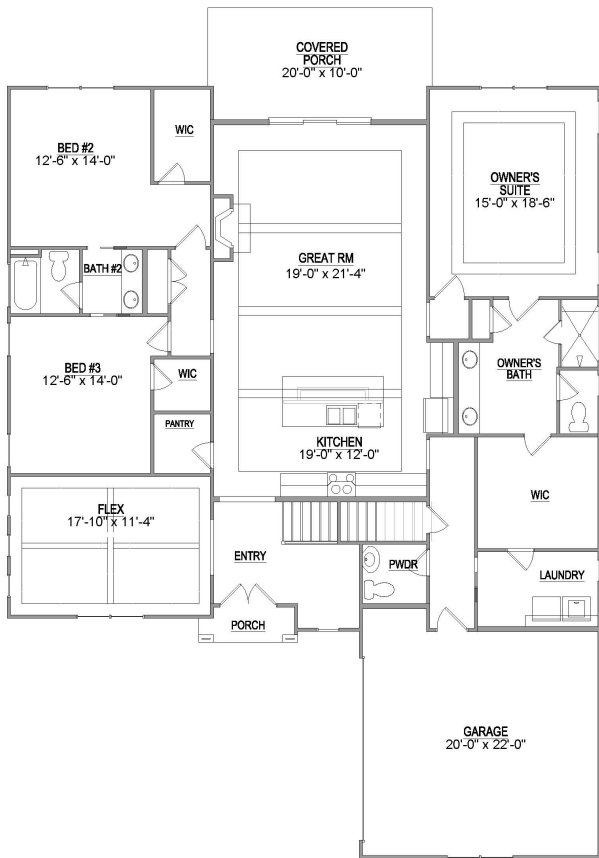 COVERED
PORCH
20'-0" x 10'-0"
BED #2
12'-6" x 14'-0"
WIC
OWNER'S
SUITE
15'-0" x 18'-6"
GREAT RM
19'-0" x 21'-4"
BATH #2
BED #3
12'-6" x 14'-0"
WIC
OWNER'S
BATH
PANTRY
KITCHEN
19'-0" x 12'-0"
WIC
FLEX
17'-10" x 11'-4"
ENTRY
PWDR
LAUNDRY
PORCH
GARAGE
20'-0" x 22'-0"